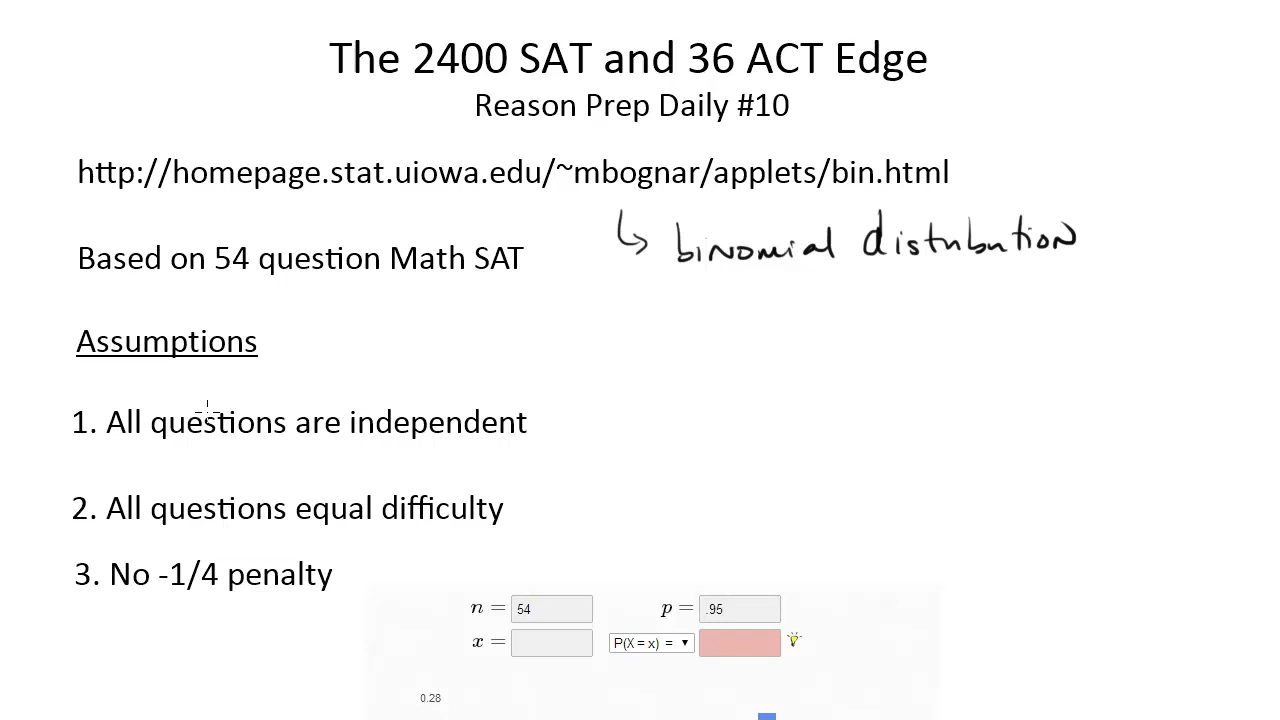 The 2400 SAT and 36 ACT Edge
Reason Prep Daily #10
http://homepage.stat.uiowa.edu/~mbognar/applets/bin.html
binomial distribution
Based on 54 question Math SAT
Assumptions
1. All questions are independent
2. All questions equal difficulty
3. No -1/4 penalty
n = 54 p = .95
x = P(X = x) =
0.28